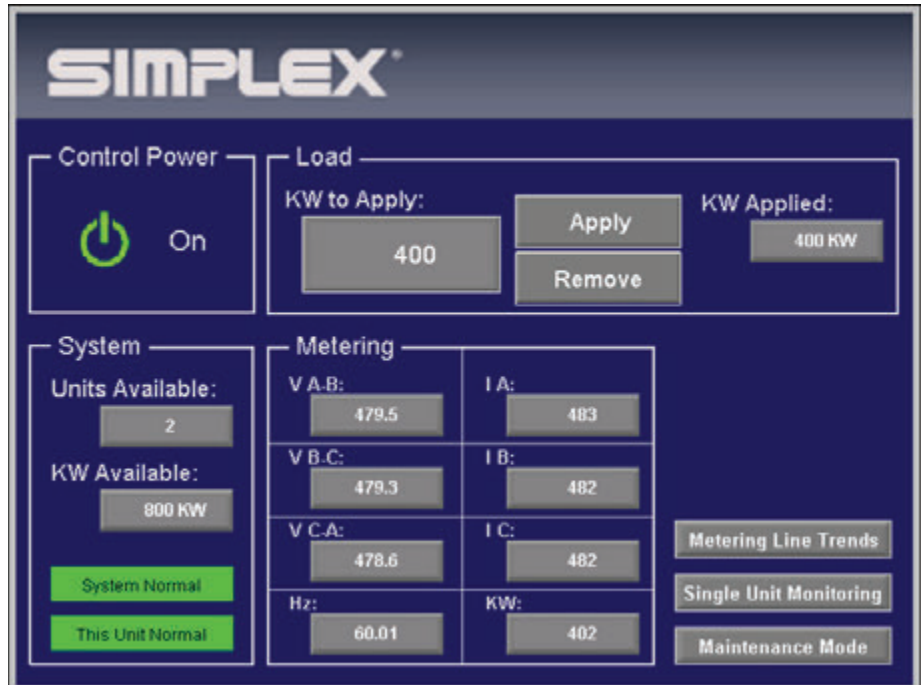 SIMPLEX®
Control Power
On
Load
KW to Apply:
400
Apply
Remove
KW Applied:
400 KW
System
Units Available:
2
KW Available:
800 KW
System Normal
This Unit Normal
Metering
V A-B:
479.5
I A:
483
V B-C:
479.3
I B:
482
V C-A:
478.6
I C:
482
Hz:
60.01
KW:
402
Metering Line Trends
Single Unit Monitoring
Maintenance Mode